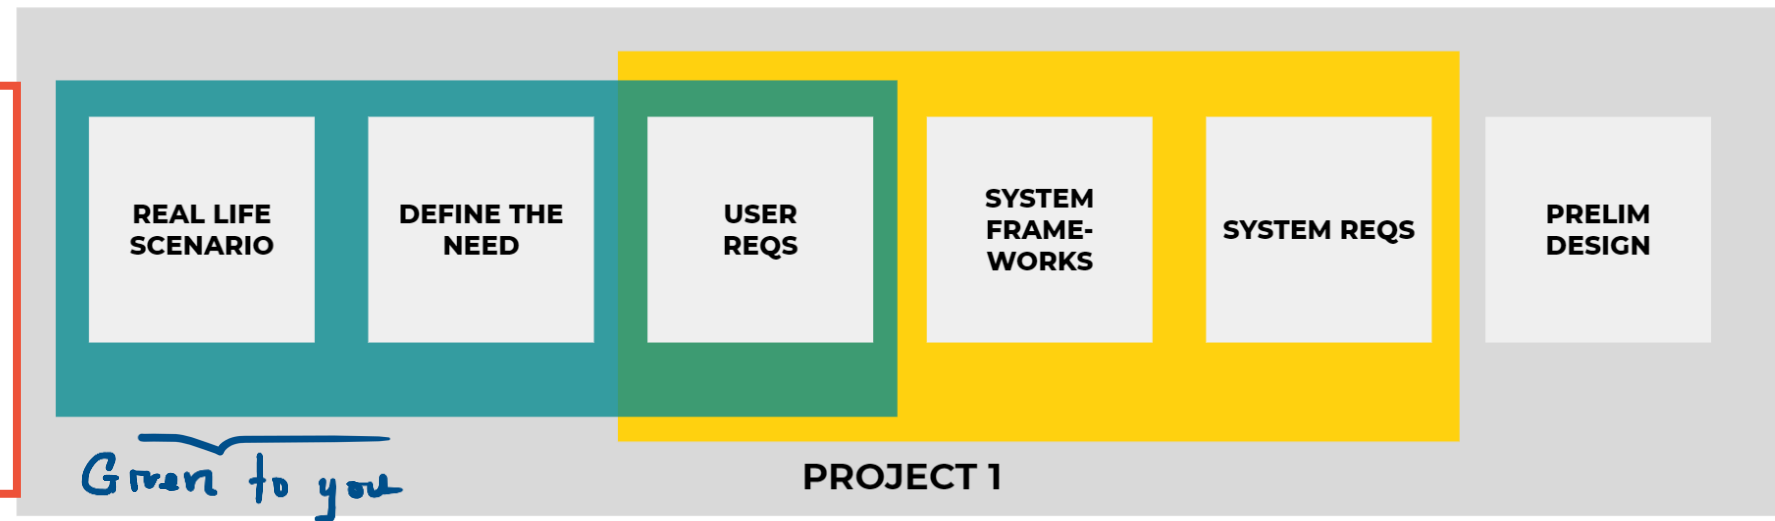 REAL LIFE
SCENARIO
DEFINE THE
NEED
USER
REQS
SYSTEM
FRAME-
WORKS
SYSTEM REQS
PRELIM
DESIGN
Given to you
PROJECT 1